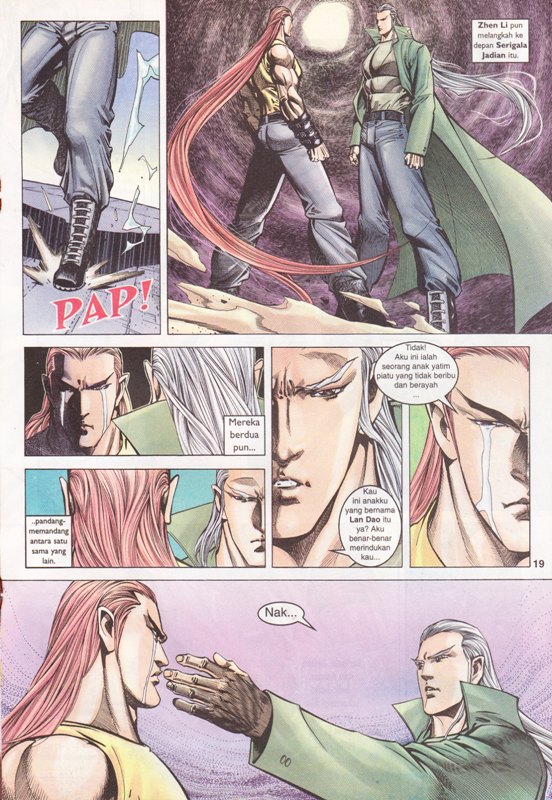 Zhen Li pun
melangkah ke
depan Serigala
Jadian itu.
PAP!
Mereka
berdua
pun...
..pandang-
memandang
antara satu
sama yang
lain.
Kau
ini anakku
yang bernama
Lan Dao itu
ya? Aku
benar-benar
merindukan
kau...
Tidak!
Aku ini ialah
seorang anak yatim
piatu yang tidak beribu
dan berayah
...
19
Nak...